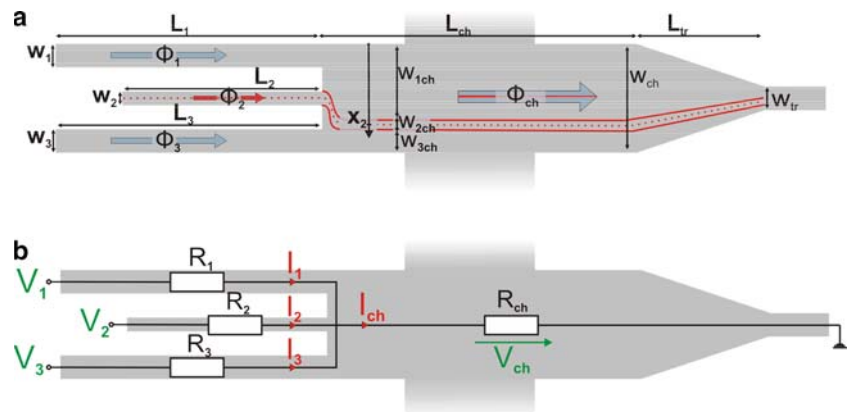 a
L1 Lch Ltr
w1 Φ1
L2 w1ch wch
w2 Φ2 Φch wtr
L3 x2 w2ch
w3 Φ3 w3ch
b
R1 I1
V1
R2 I2 Ich Rch
V2
R3 I3
V3 Vch